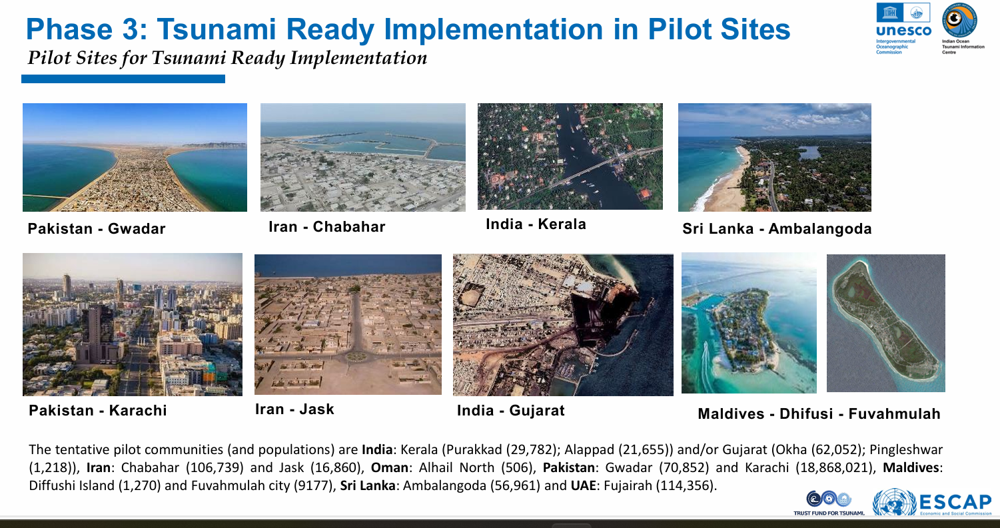 Phase 3: Tsunami Ready Implementation in Pilot Sites
Pilot Sites for Tsunami Ready Implementation
unesco
Intergovernmental
Oceanographic
Commission
Indian Ocean
Tsunami Information
Centre
Pakistan - Gwadar
Iran - Chabahar
India - Kerala
Sri Lanka - Ambalangoda
Pakistan - Karachi
Iran - Jask
India - Gujarat
Maldives - Dhifusi - Fuvahmulah
The tentative pilot communities (and populations) are India: Kerala (Purakkad (29,782); Alappad (21,655)) and/or Gujarat (Okha (62,052); Pingleshwar
(1,218)), Iran: Chabahar (106,739) and Jask (16,860), Oman: Alhail North (506), Pakistan: Gwadar (70,852) and Karachi (18,868,021), Maldives:
Diffushi Island (1,270) and Fuvahmulah city (9177), Sri Lanka: Ambalangoda (56,961) and UAE: Fujairah (114,356).
TRUST FUND FOR TSUNAMI,
ESCAP
Economic and Social Commission